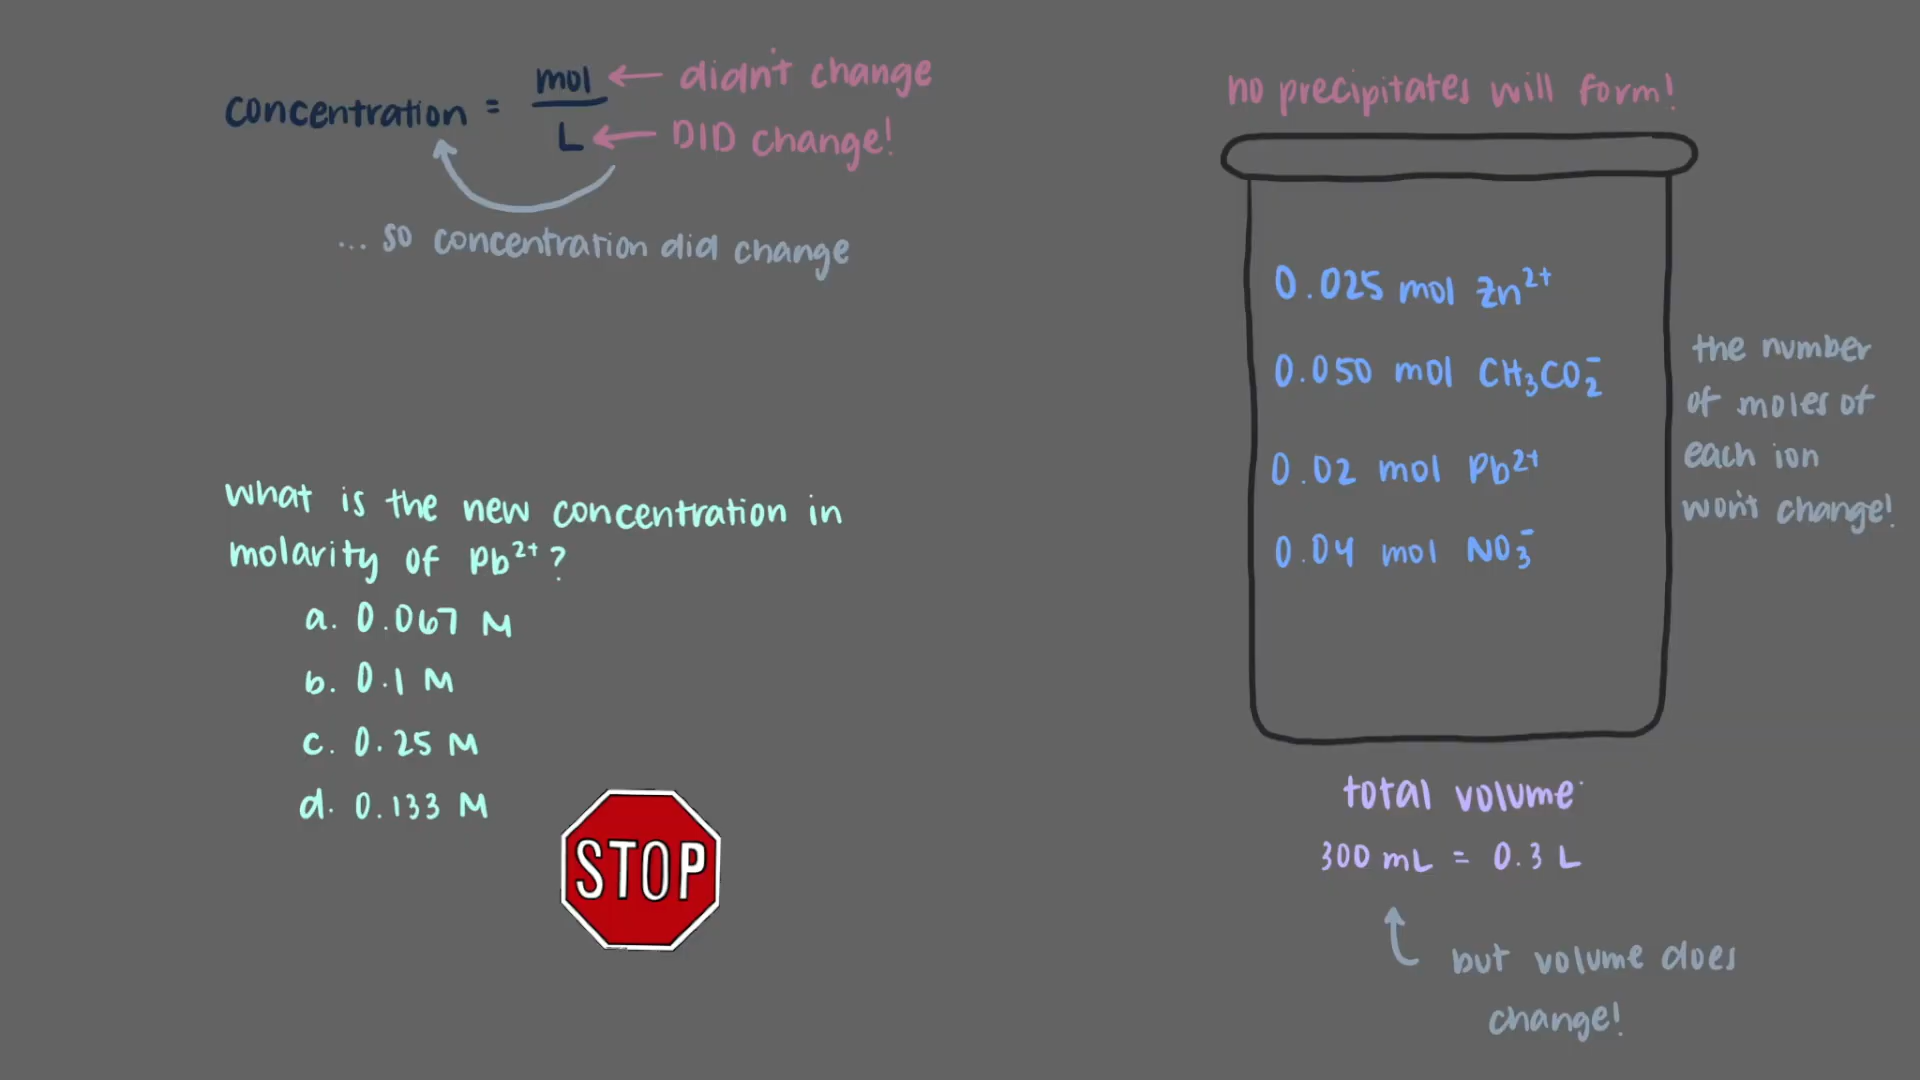 concentration = mol / L
mol ← didn't change
L ← DID change!
... so concentration did change
what is the new concentration in
molarity of Pb²⁺?
a. 0.067 M
b. 0.1 M
c. 0.25 M
d. 0.133 M
STOP
no precipitates will form!
0.025 mol Zn²⁺
0.050 mol CH₃CO₂⁻
0.02 mol Pb²⁺
0.04 mol NO₃⁻
the number
of moles of
each ion
won't change!
total volume:
300 mL = 0.3 L
but volume does
change!